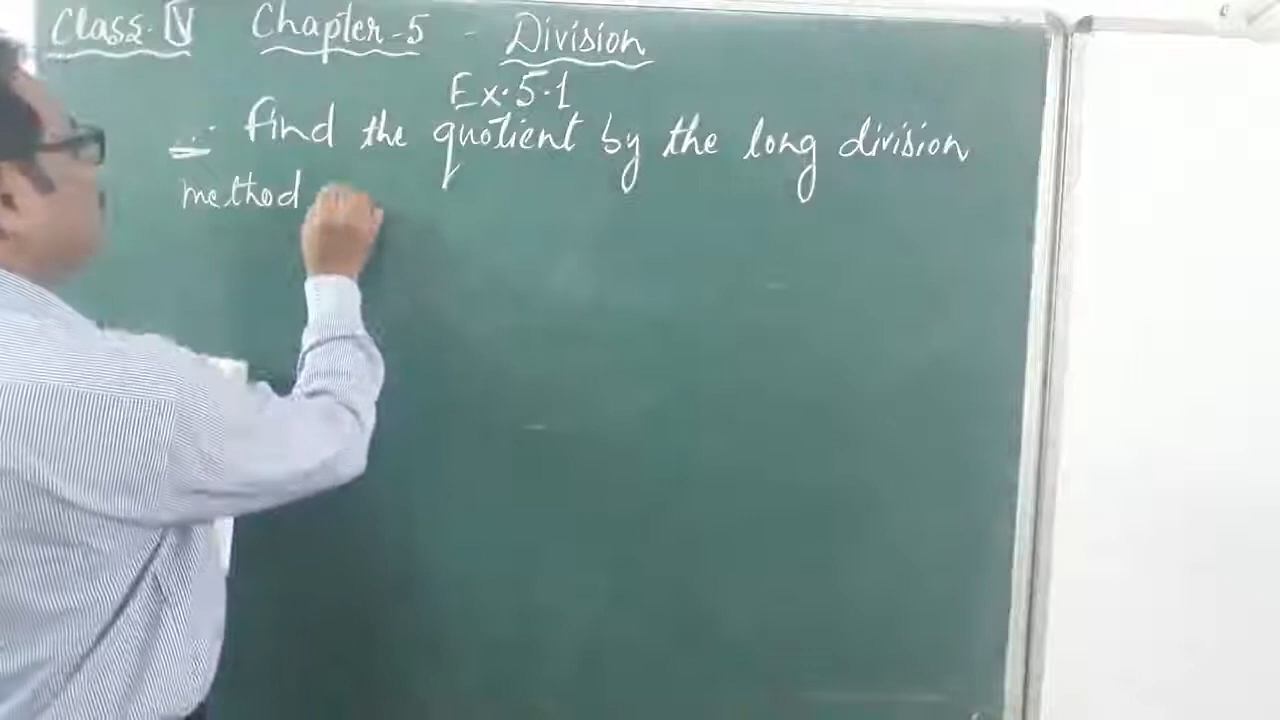 Class-IV Chapter-5 - Division
Ex.5.1
Find the quotient by the long division
method